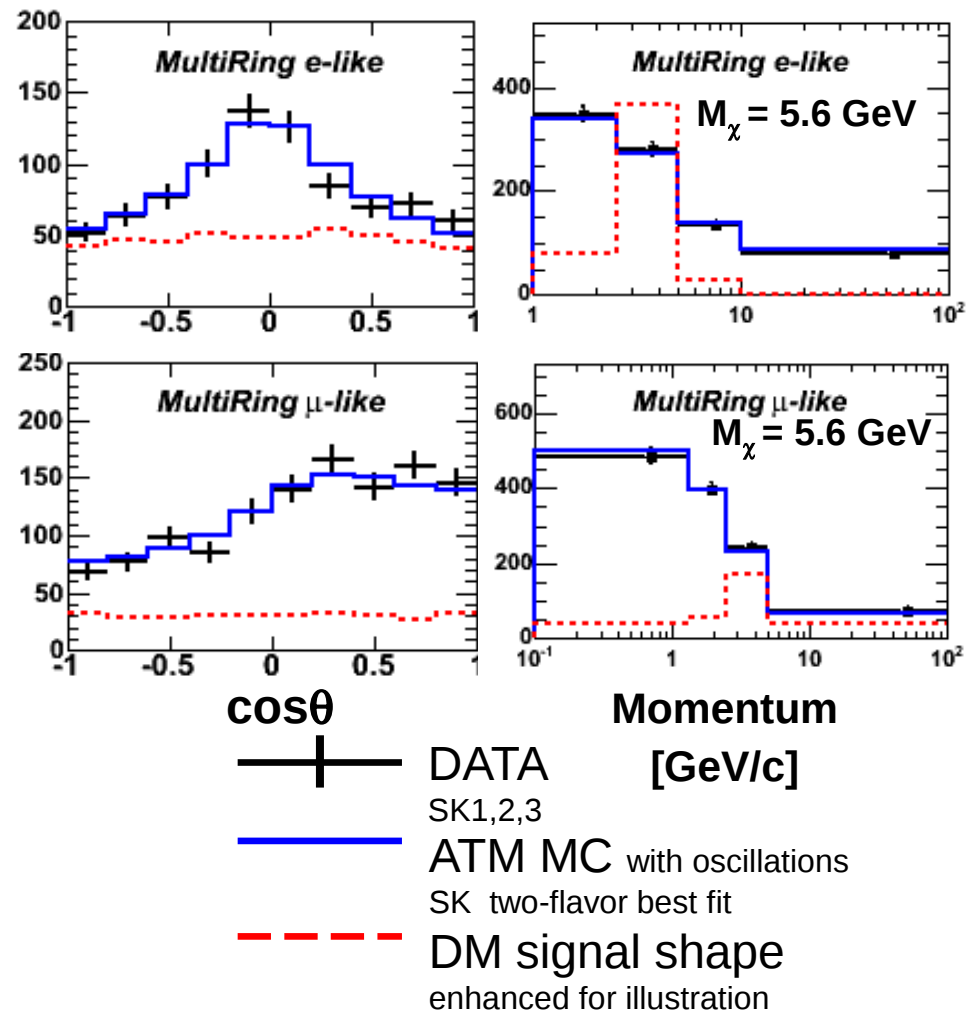 200
150
100
50
0
MultiRing e-like
-1 -0.5 0 0.5 1
400
200
0
MultiRing e-like
Mχ = 5.6 GeV
1 10 10²
250
200
150
100
50
0
MultiRing μ-like
-1 -0.5 0 0.5 1
600
400
200
0
MultiRing μ-like
Mχ = 5.6 GeV
10⁻¹ 1 10 10²
cosθ
Momentum
[GeV/c]
DATA
SK1,2,3
ATM MC with oscillations
SK two-flavor best fit
DM signal shape
enhanced for illustration